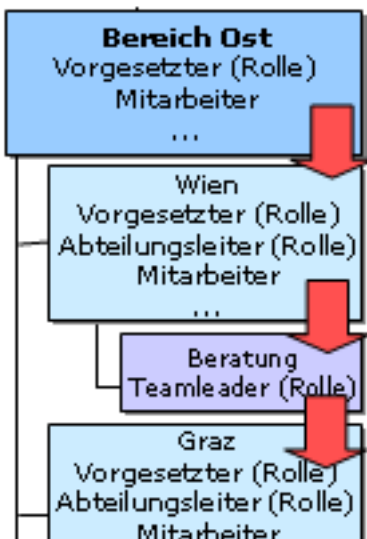 Bereich Ost
Vorgesetzter (Rolle)
Mitarbeiter
...
Wien
Vorgesetzter (Rolle)
Abteilungsleiter (Rolle)
Mitarbeiter
...
Beratung
Teamleader (Rolle)
Graz
Vorgesetzter (Rolle)
Abteilungsleiter (Rolle)
Mitarbeiter